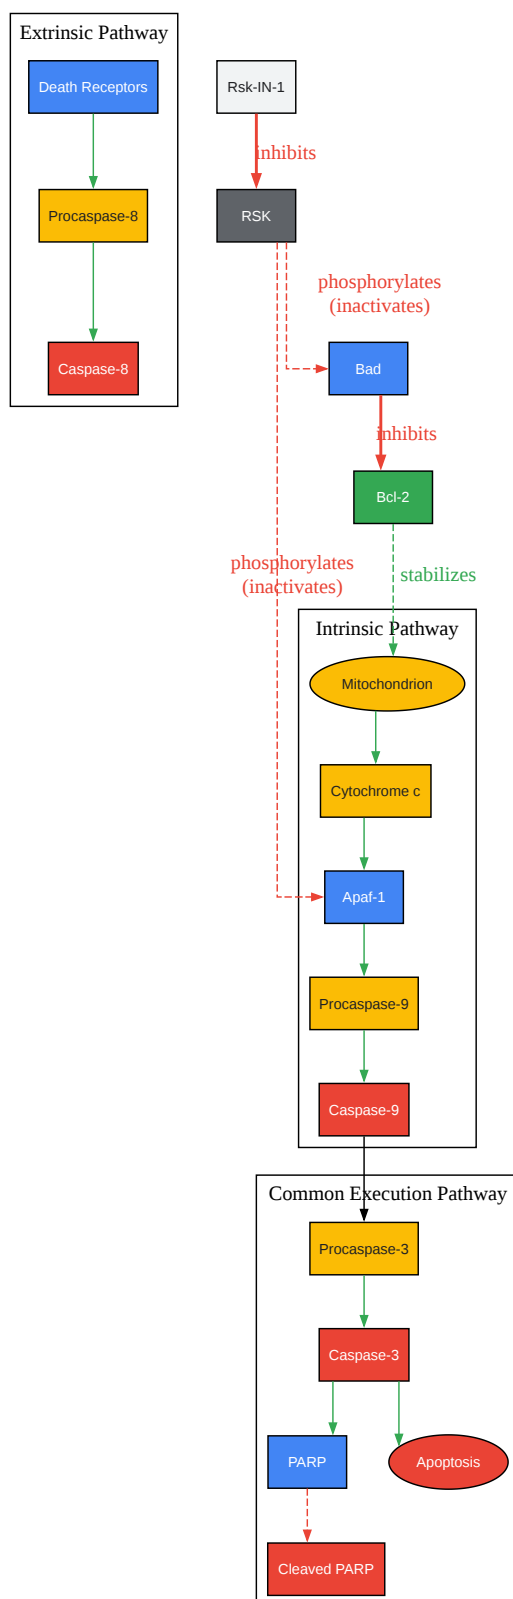 Extrinsic Pathway
Death Receptors
Procaspase-8
Caspase-8
Rsk-IN-1
inhibits
RSK
phosphorylates
(inactivates)
Bad
inhibits
Bcl-2
phosphorylates
(inactivates)
stabilizes
Intrinsic Pathway
Mitochondrion
Cytochrome c
Apaf-1
Procaspase-9
Caspase-9
Common Execution Pathway
Procaspase-3
Caspase-3
PARP
Apoptosis
Cleaved PARP